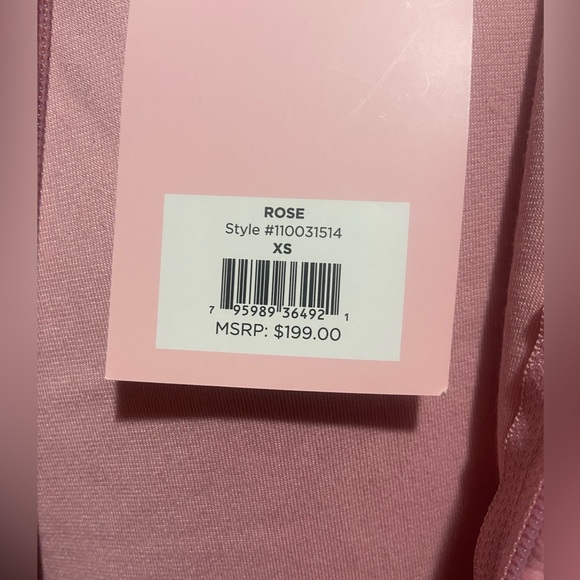 ROSE
Style #110031514
XS
7 95989 36492 1
MSRP: $199.00